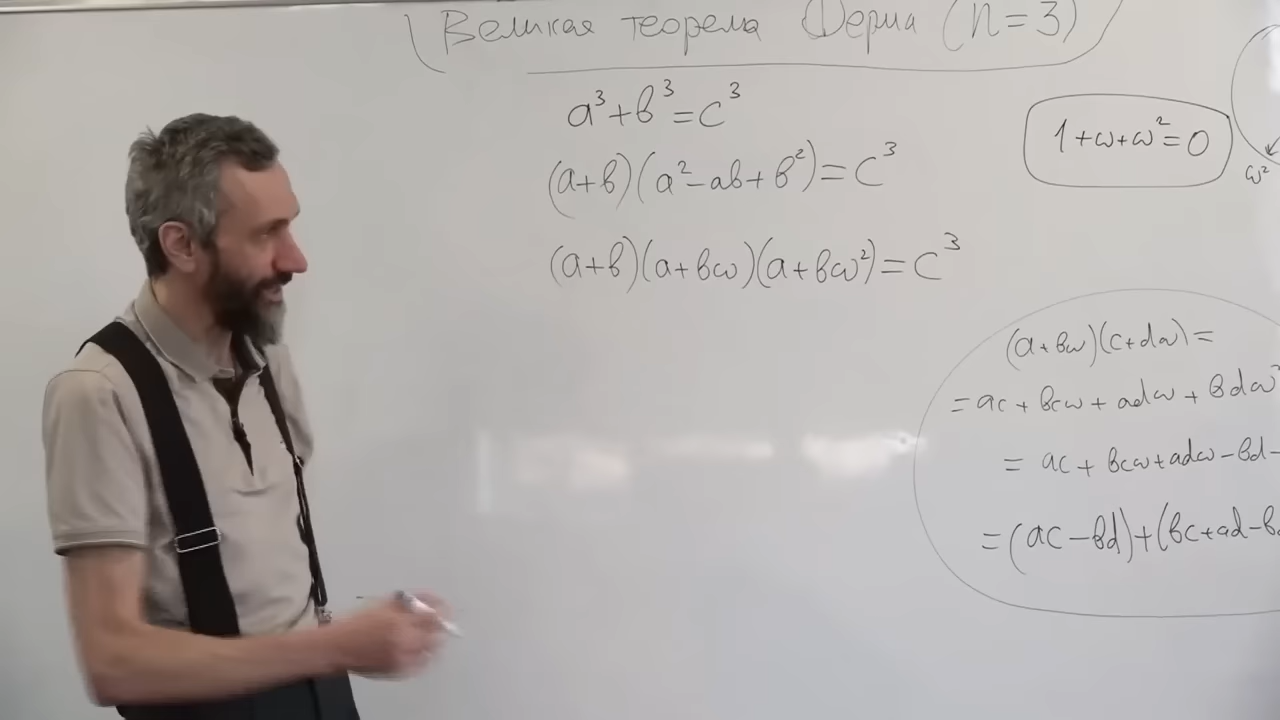 Великая теорема Ферма (n=3)
a³+b³=c³
(a+b)(a²-ab+b²)=c³
(a+bω)(a+bω²)=c³
1+ω+ω²=0
ω²
(a+bω)(c+dω)=
=ac+bcω+adω+bdω²
=ac+bcω+adω-bd-
=(ac-bd)+(bc+ad-b